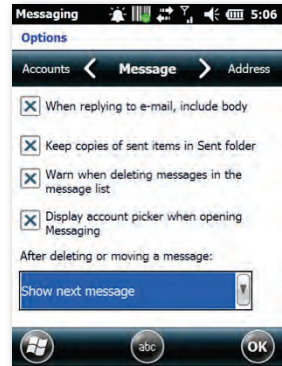 Messaging 5:06
Options
Accounts Message Address
When replying to e-mail, include body
Keep copies of sent items in Sent folder
Warn when deleting messages in the
message list
Display account picker when opening
Messaging
After deleting or moving a message:
Show next message
abc OK